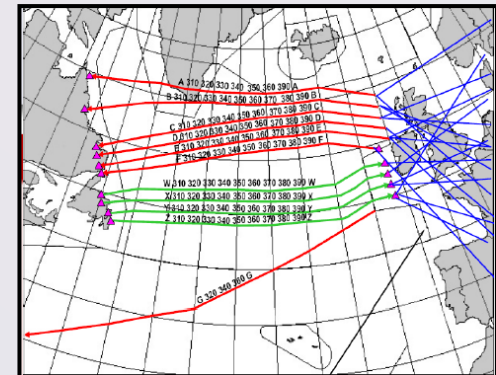 A 310 320 330 340 350 360 390 A
B 310 320 330 340 350 360 370 380 390 B
C 310 320 330 340 350 360 370 380 390 C
D 310 320 330 340 350 360 370 380 390 D
E 310 320 330 340 350 360 370 380 390 E
F 310 320 330 340 350 360 370 380 390 F
W 310 320 330 340 350 360 370 380 390 W
X 310 320 330 340 350 360 370 380 390 X
Y 310 320 330 340 350 360 370 380 390 Y
Z 310 320 330 340 350 360 370 380 390 Z
G 320 340 360 G